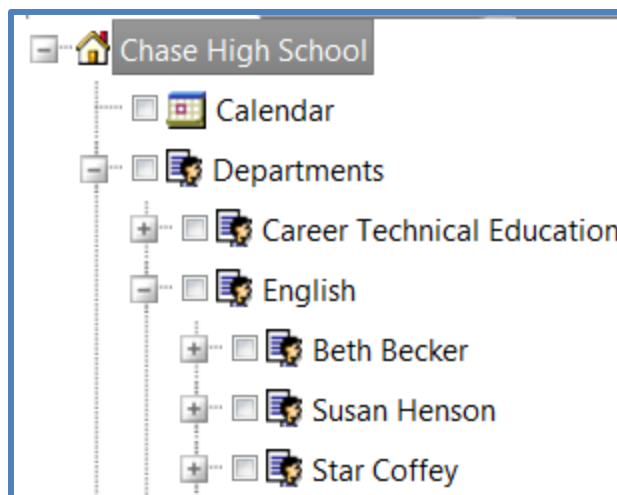 Chase High School
Calendar
Departments
Career Technical Education
English
Beth Becker
Susan Henson
Star Coffey